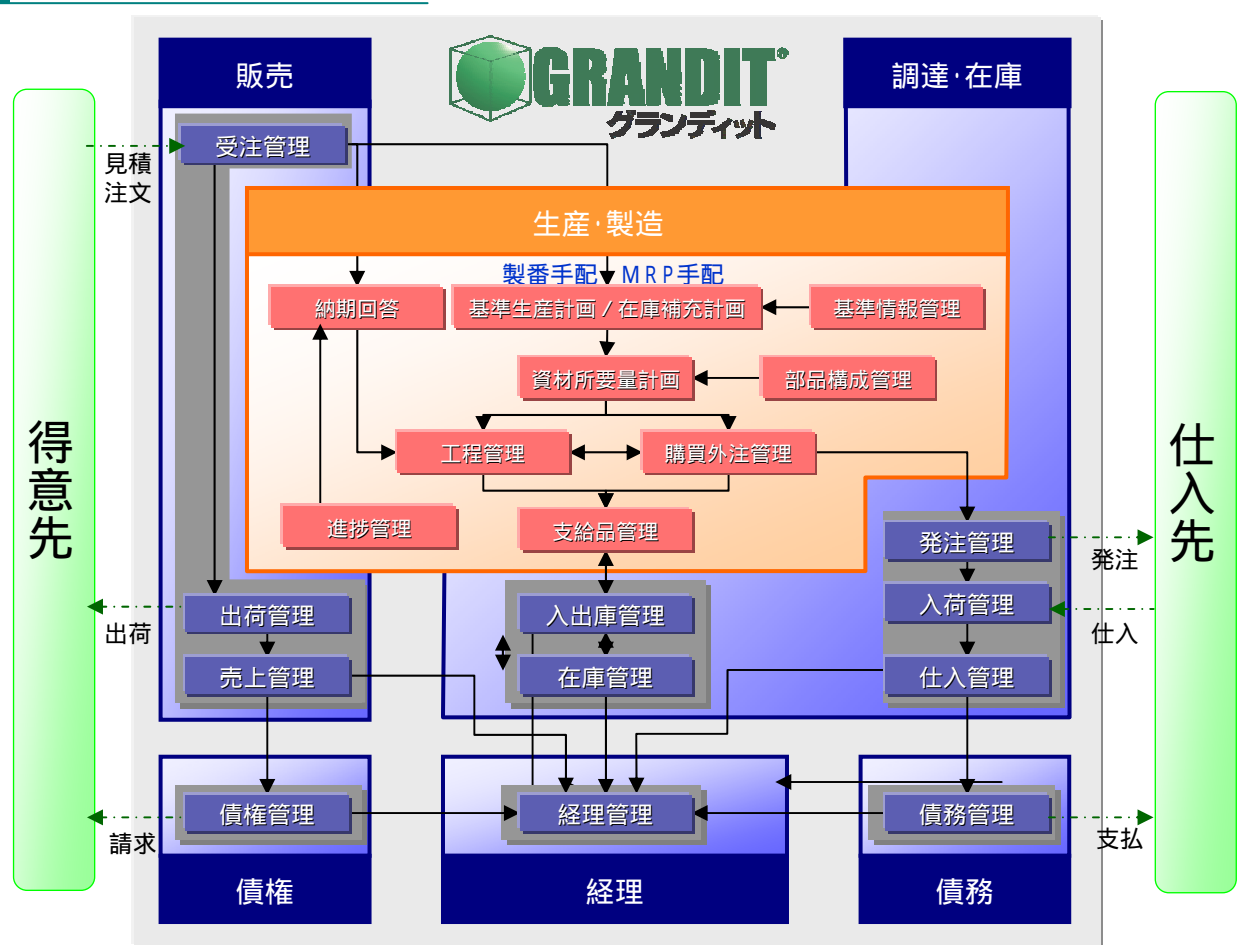 GRANDIT®
グランディット
販売
調達・在庫
受注管理
見積
注文
生産・製造
製番手配 MRP手配
納期回答
基準生産計画 / 在庫補充計画
基準情報管理
資材所要量計画
部品構成管理
得意先
仕入先
工程管理
購買外注管理
進捗管理
支給品管理
発注管理
発注
出荷管理
入出庫管理
入荷管理
出荷
仕入
売上管理
在庫管理
仕入管理
債権管理
経理管理
債務管理
請求
支払
債権
経理
債務